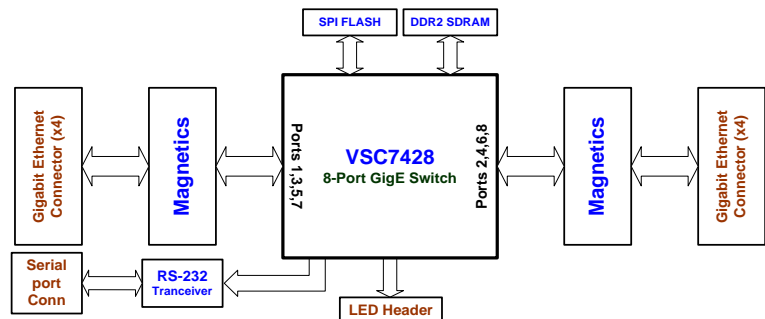 SPI FLASH
DDR2 SDRAM
Gigabit Ethernet
Connector (x4)
Magnetics
Ports 1,3,5,7
VSC7428
8-Port GigE Switch
Ports 2,4,6,8
Magnetics
Gigabit Ethernet
Connector (x4)
Serial
port
Conn
RS-232
Tranceiver
LED Header